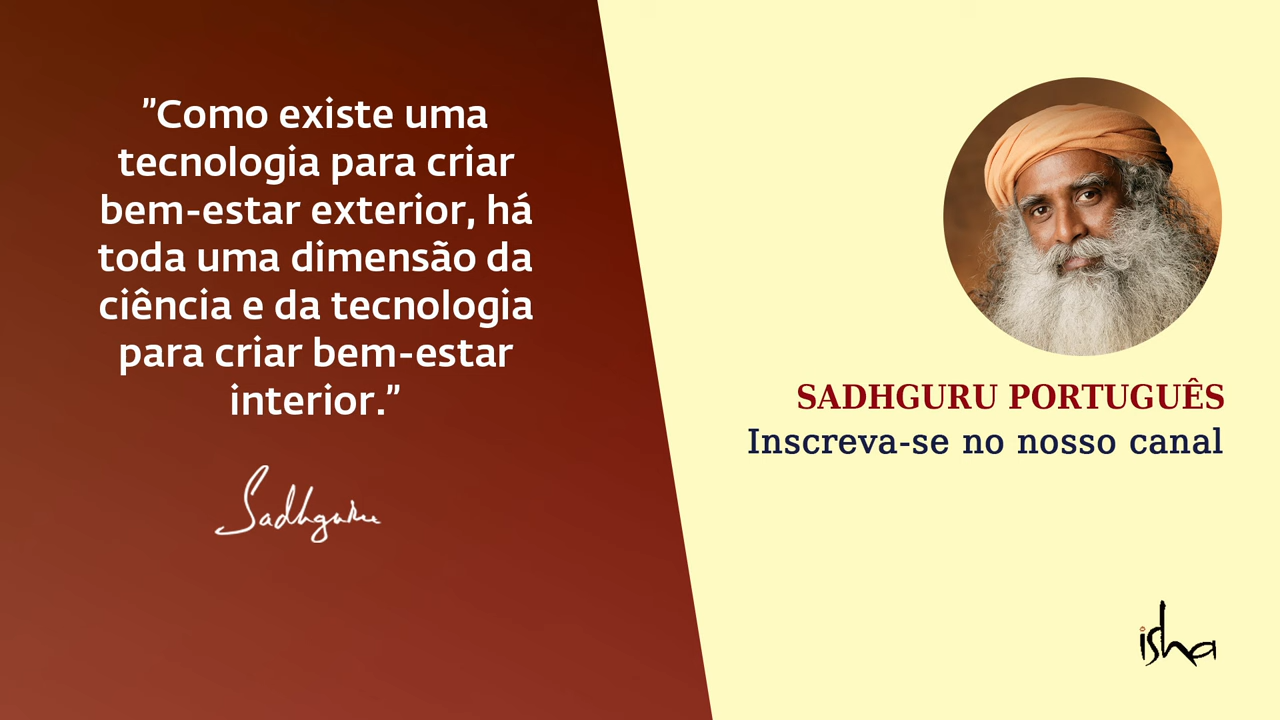 ”Como existe uma
tecnologia para criar
bem-estar exterior, há
toda uma dimensão da
ciência e da tecnologia
para criar bem-estar
interior.”
Sadhguru
SADHGURU PORTUGUÊS
Inscreva-se no nosso canal
isha